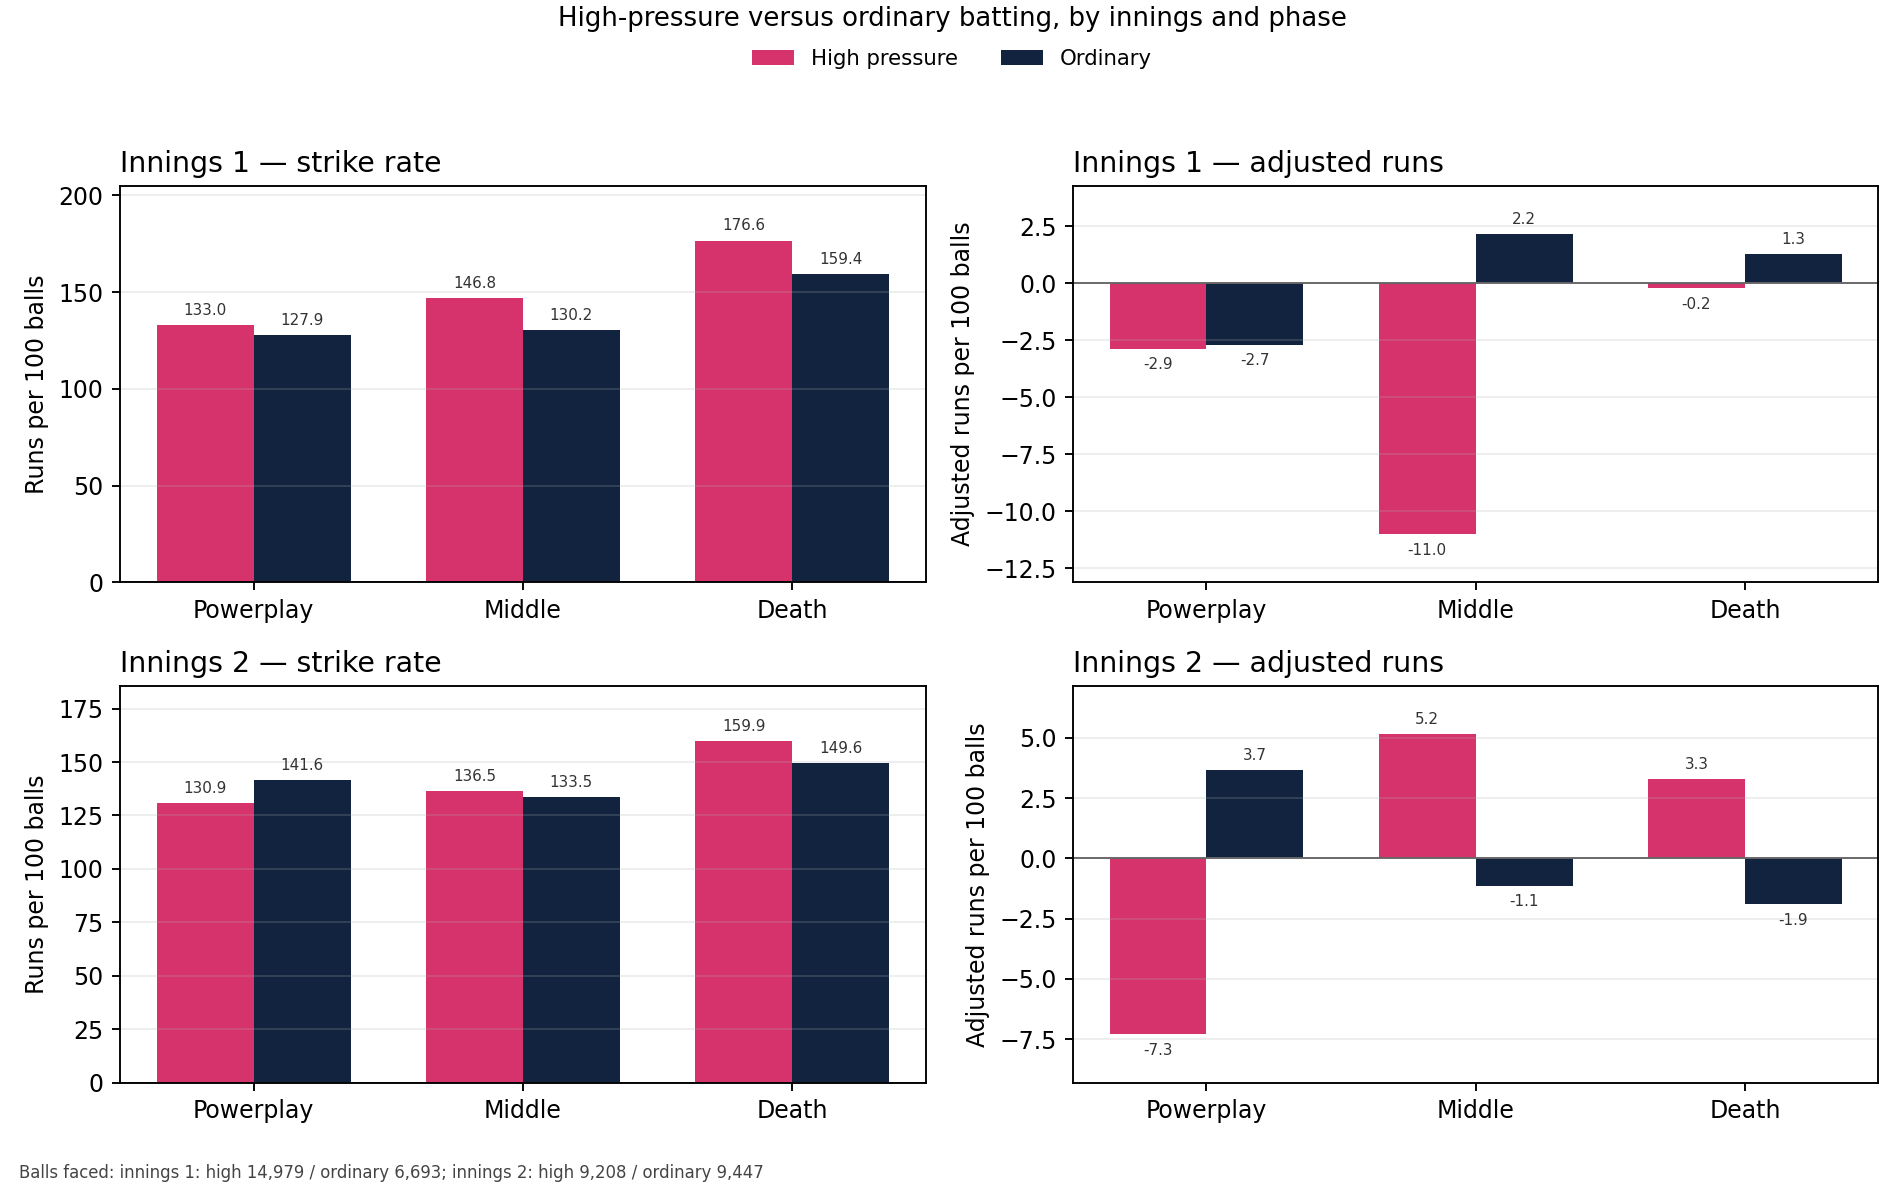 High-pressure versus ordinary batting, by innings and phase
High pressure
Ordinary
Innings 1 — strike rate
Runs per 100 balls
200
150
100
50
0
133.0
127.9
146.8
130.2
176.6
159.4
Powerplay
Middle
Death
Innings 1 — adjusted runs
Adjusted runs per 100 balls
2.5
0.0
−2.5
−5.0
−7.5
−10.0
−12.5
-2.9
-2.7
-11.0
2.2
-0.2
1.3
Powerplay
Middle
Death
Innings 2 — strike rate
Runs per 100 balls
175
150
125
100
75
50
25
0
130.9
141.6
136.5
133.5
159.9
149.6
Powerplay
Middle
Death
Innings 2 — adjusted runs
Adjusted runs per 100 balls
5.0
2.5
0.0
−2.5
−5.0
−7.5
-7.3
3.7
5.2
-1.1
3.3
-1.9
Powerplay
Middle
Death
Balls faced: innings 1: high 14,979 / ordinary 6,693; innings 2: high 9,208 / ordinary 9,447